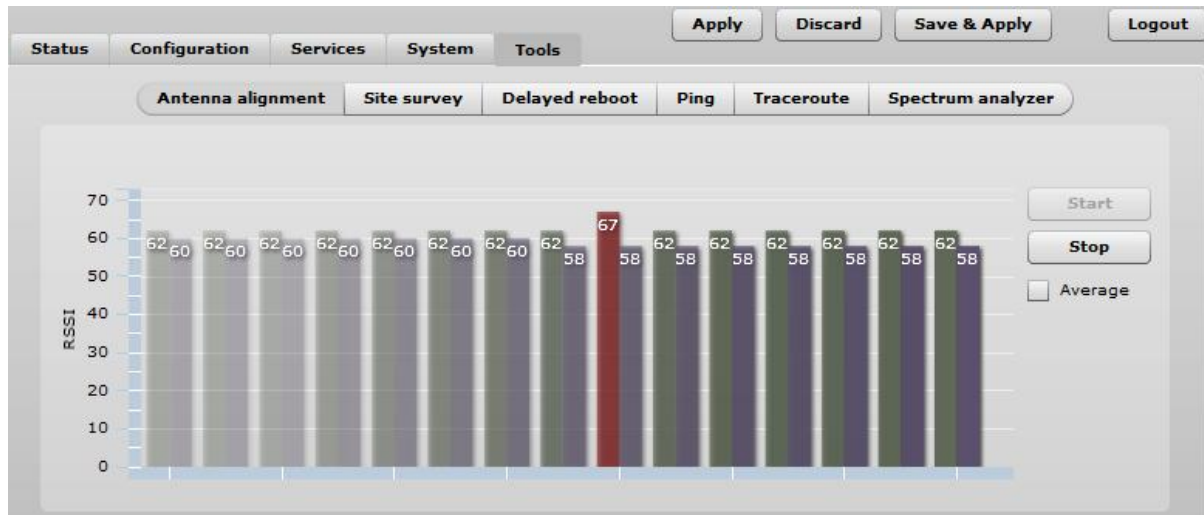 Apply Discard Save & Apply Logout
Status Configuration Services System Tools
Antenna alignment Site survey Delayed reboot Ping Traceroute Spectrum analyzer
RSSI
70
60
50
40
30
20
10
0
62 60 62 60 62 60 62 60 62 60 62 60 62 60 62 58 67 58 62 58 62 58 62 58 62 58 62 58 62 58
Start
Stop
Average